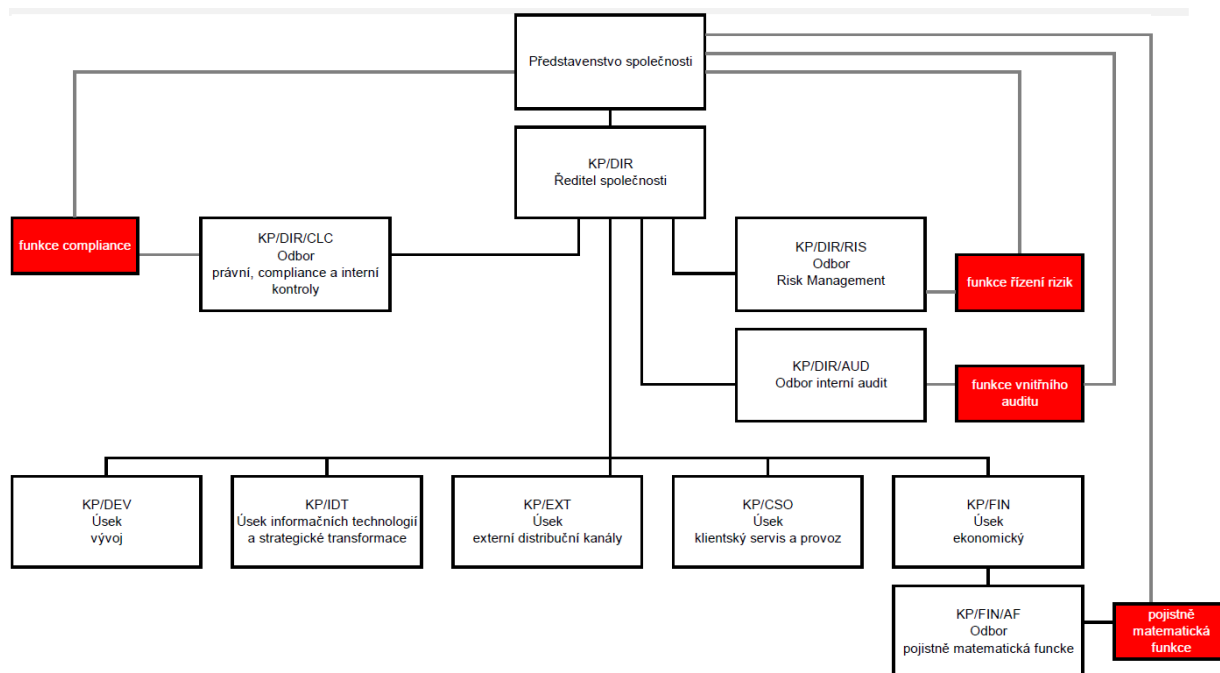 Představenstvo společnosti
KP/DIR
Ředitel společnosti
funkce compliance
KP/DIR/CLC
Odbor
právní, compliance a interní
kontroly
KP/DIR/RIS
Odbor
Risk Management
funkce řízení rizik
KP/DIR/AUD
Odbor interní audit
funkce vnitřního
auditu
KP/DEV
Úsek
vývoj
KP/IDT
Úsek informačních technologií
a strategické transformace
KP/EXT
Úsek
externí distribuční kanály
KP/CSO
Úsek
klientský servis a provoz
KP/FIN
Úsek
ekonomický
KP/FIN/AF
Odbor
pojistně matematická funcke
pojistně
matematická
funkce